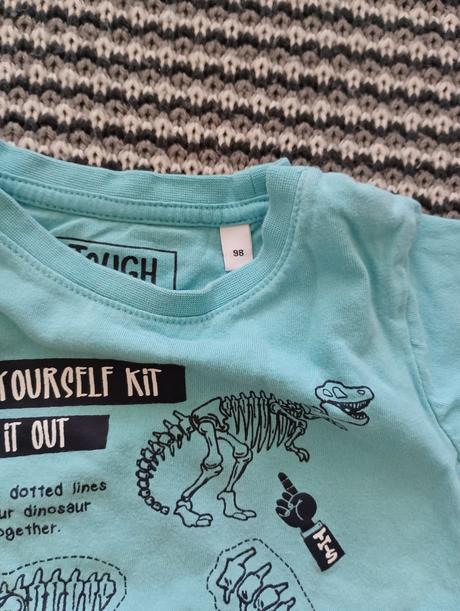 TOUGH
98
YOURSELF KIT
IT OUT
dotted lines
ur dinosaur
ogether.